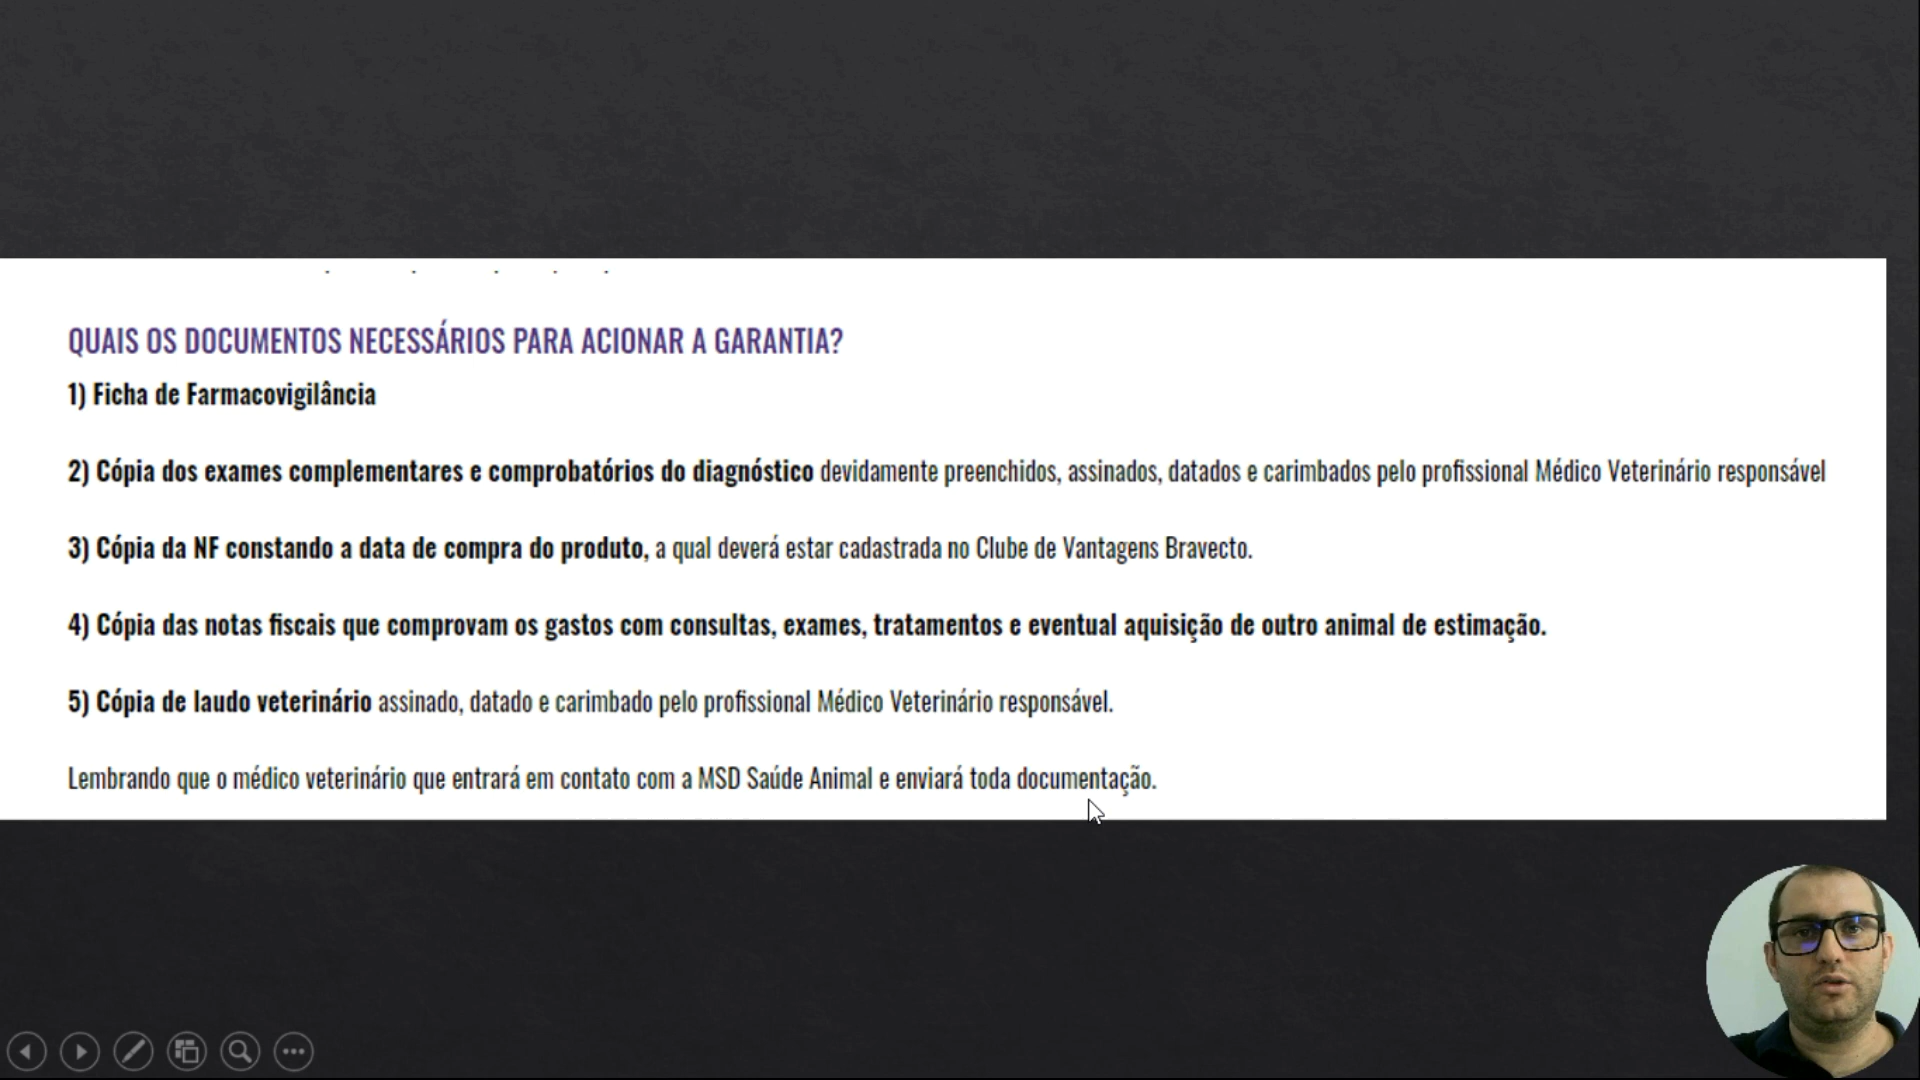 QUAIS OS DOCUMENTOS NECESSÁRIOS PARA ACIONAR A GARANTIA?
1) Ficha de Farmacovigilância
2) Cópia dos exames complementares e comprobatórios do diagnóstico devidamente preenchidos, assinados, datados e carimbados pelo profissional Médico Veterinário responsável
3) Cópia da NF constando a data de compra do produto, a qual deverá estar cadastrada no Clube de Vantagens Bravecto.
4) Cópia das notas fiscais que comprovam os gastos com consultas, exames, tratamentos e eventual aquisição de outro animal de estimação.
5) Cópia de laudo veterinário assinado, datado e carimbado pelo profissional Médico Veterinário responsável.
Lembrando que o médico veterinário que entrará em contato com a MSD Saúde Animal e enviará toda documentação.